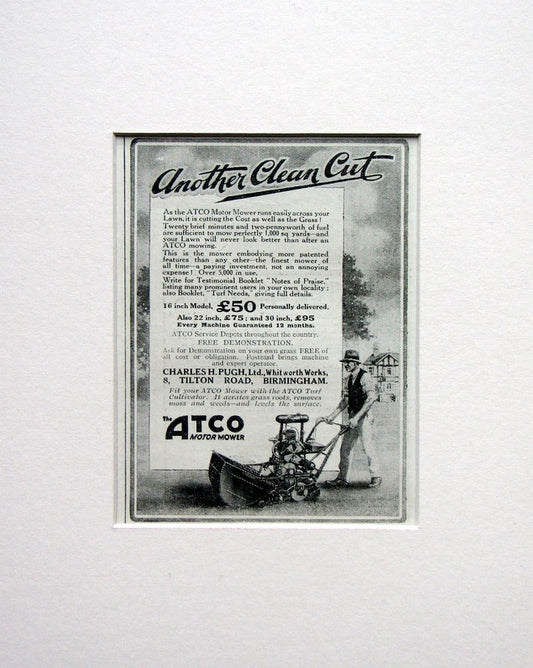 Another Clean Cut
As the ATCO Motor Mower runs easily across your
Lawn, it is cutting the Cost as well as the Grass!
Twenty brief minutes and two-pennyworth of fuel
are sufficient to mow perfectly 1,000 sq. yards—and
your Lawn will never look better than after an
ATCO mowing.
This is the mower embodying more patented
features than any other—the finest mower of
all time—a paying investment, not an annoying
expense! Over 5,000 in use.
Write for Testimonial Booklet "Notes of Praise,"
listing many prominent users in your own locality;
also Booklet, "Turf Needs," giving full details.
16 inch Model, £50 Personally delivered.
Also 22 inch, £75; and 30 inch, £95
Every Machine Guaranteed 12 months.
ATCO Service Depots throughout the country.
FREE DEMONSTRATION.
Ask for Demonstration on your own grass FREE of
all cost or obligation. Postcard brings machine
and expert operator.
CHARLES H. PUGH, Ltd., Whitworth Works,
8, TILTON ROAD, BIRMINGHAM.
Fit your ATCO Mower with the ATCO Turf
Cultivator. It aerates grass roots, removes
moss and weeds—and levels the surface.
The ATCO
MOTOR MOWER